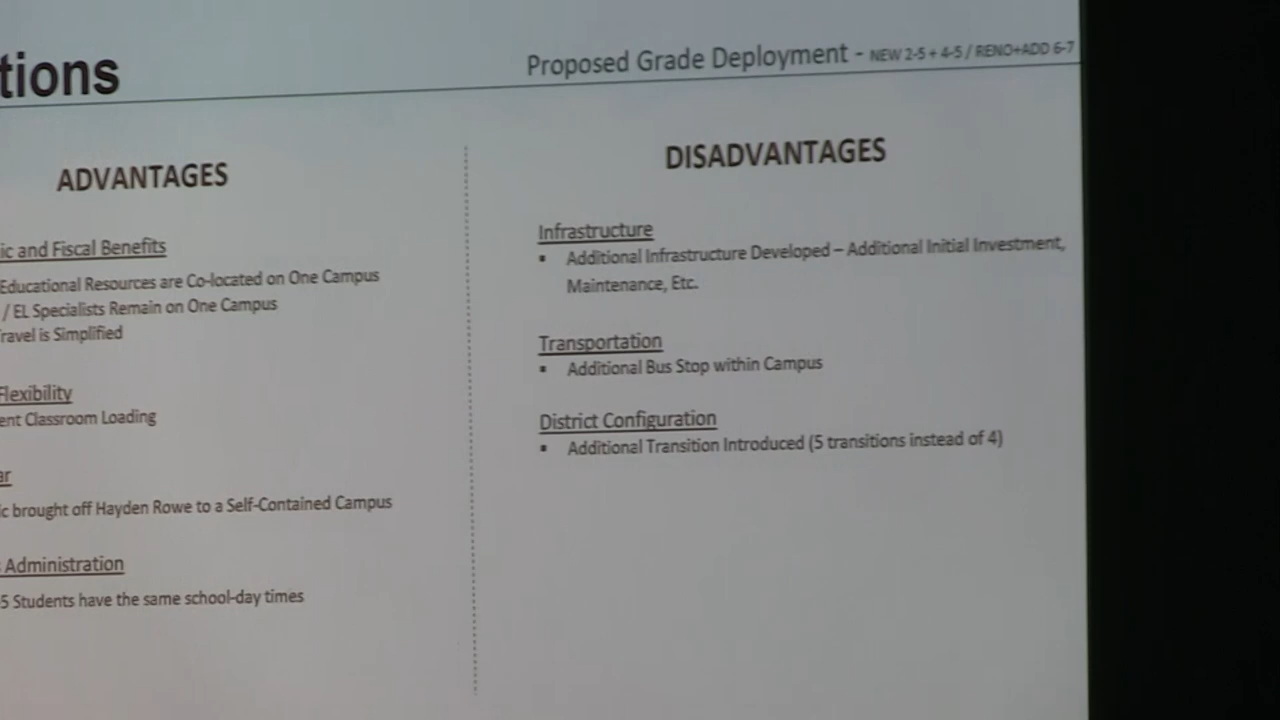 tions
Proposed Grade Deployment - NEW 2-5 + 4-5 / RENO+ADD 6-7
ADVANTAGES
ic and Fiscal Benefits
Educational Resources are Co-located on One Campus
/ EL Specialists Remain on One Campus
ravel is Simplified
Flexibility
ent Classroom Loading
ar
ic brought off Hayden Rowe to a Self-Contained Campus
Administration
5 Students have the same school-day times
DISADVANTAGES
Infrastructure
▪ Additional Infrastructure Developed – Additional Initial Investment,
Maintenance, Etc.
Transportation
▪ Additional Bus Stop within Campus
District Configuration
▪ Additional Transition Introduced (5 transitions instead of 4)